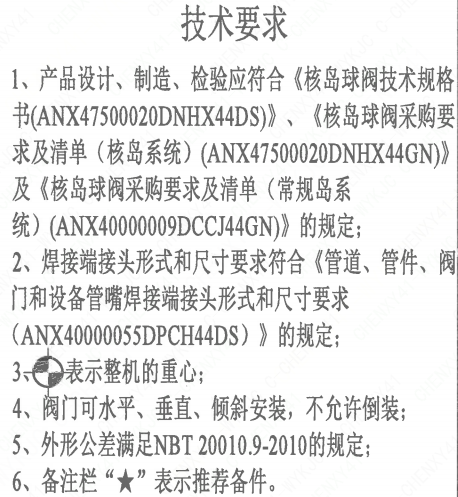 技术要求
1、产品设计、制造、检验应符合《核岛球阀技术规格
书(ANX47500020DNHX44DS)》、《核岛球阀采购要
求及清单（核岛系统）(ANX47500020DNHX44GN)》
及《核岛球阀采购要求及清单（常规岛系
统）(ANX40000009DCCJ44GN)》的规定；
2、焊接端接头形式和尺寸要求符合《管道、管件、阀
门和设备管嘴焊接端接头形式和尺寸要求
（ANX40000055DPCH44DS）》的规定；
3、表示整机的重心；
4、阀门可水平、垂直、倾斜安装，不允许倒装；
5、外形公差满足NBT 20010.9-2010的规定；
6、备注栏“★”表示推荐备件。